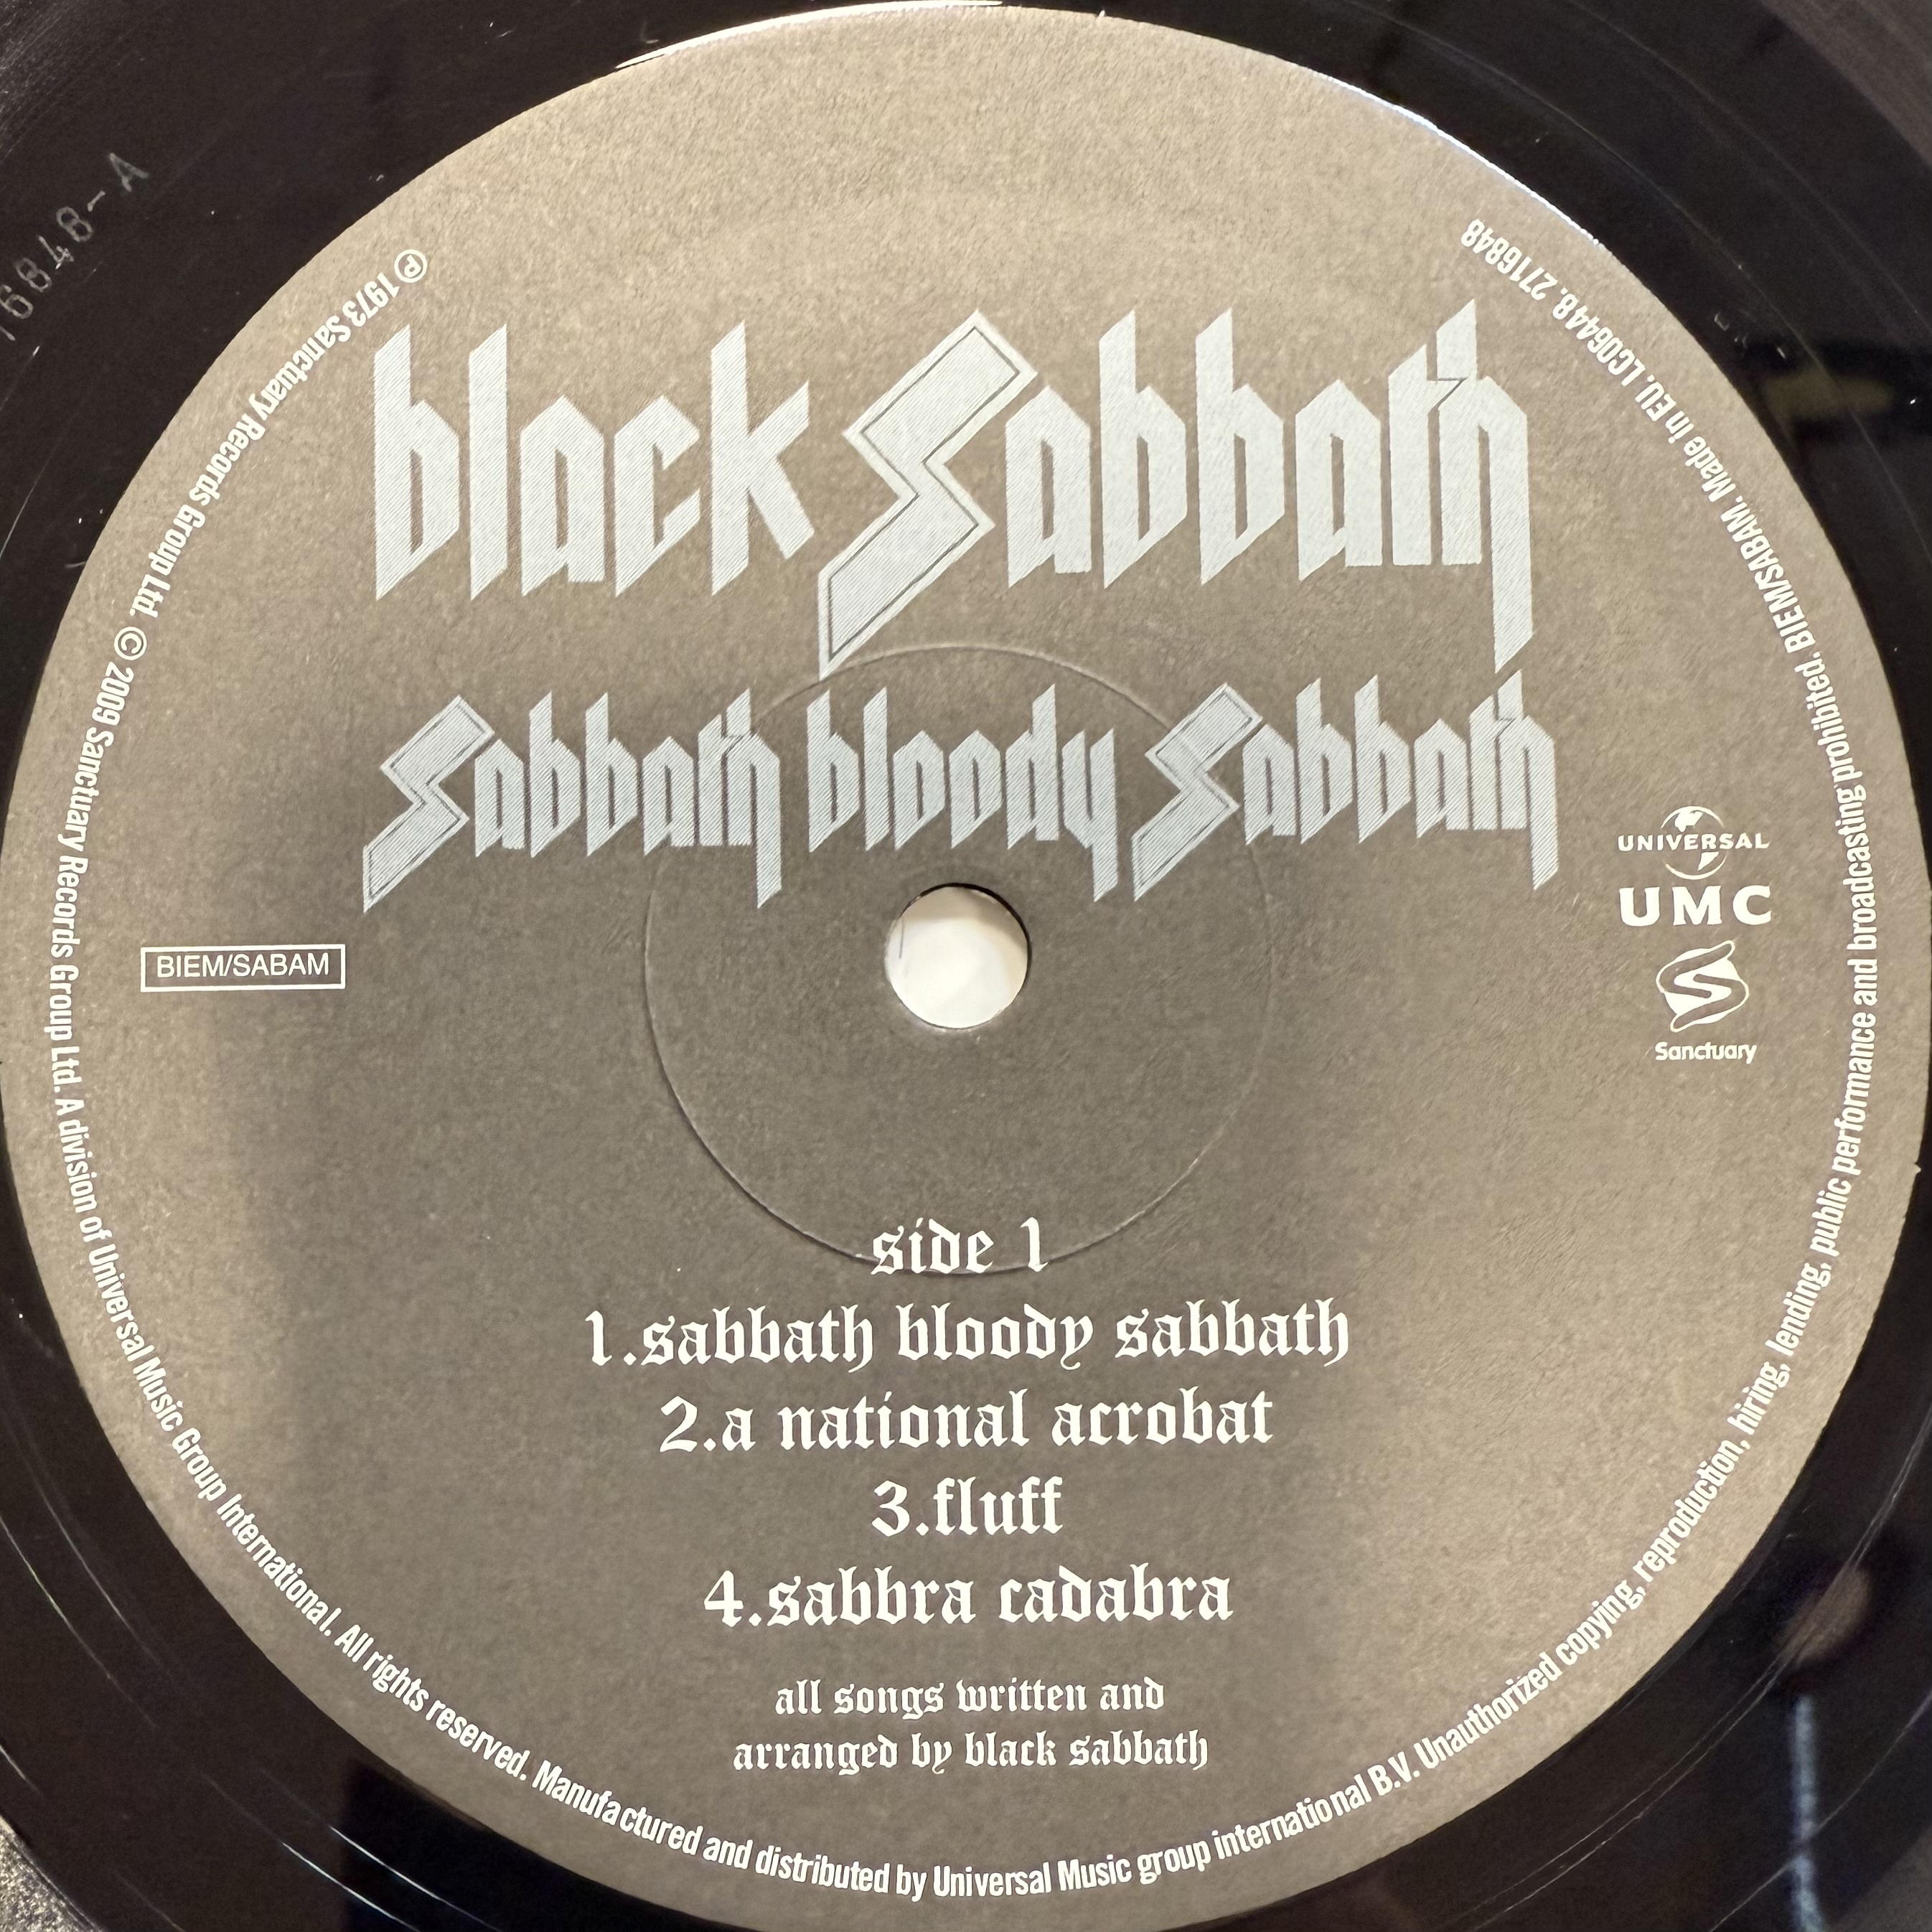 black Sabbath
Sabbath bloody Sabbath
BIEM/SABAM
UNIVERSAL
UMC
Sanctuary
side 1
1.sabbath bloody sabbath
2.a national acrobat
3.fluff
4.sabbra cadabra
all songs written and
arranged by black sabbath
℗ 1973 Sanctuary Records Group Ltd. © 2009 Sanctuary Records Group Ltd. A division of Universal Music Group International. All rights reserved. Manufactured and distributed by Universal Music group international B.V. Unauthorized copying, reproduction, hiring, lending, public performance and broadcasting prohibited. BIEM/SABAM. Made in EU. LC06448. 2716848
6848-A